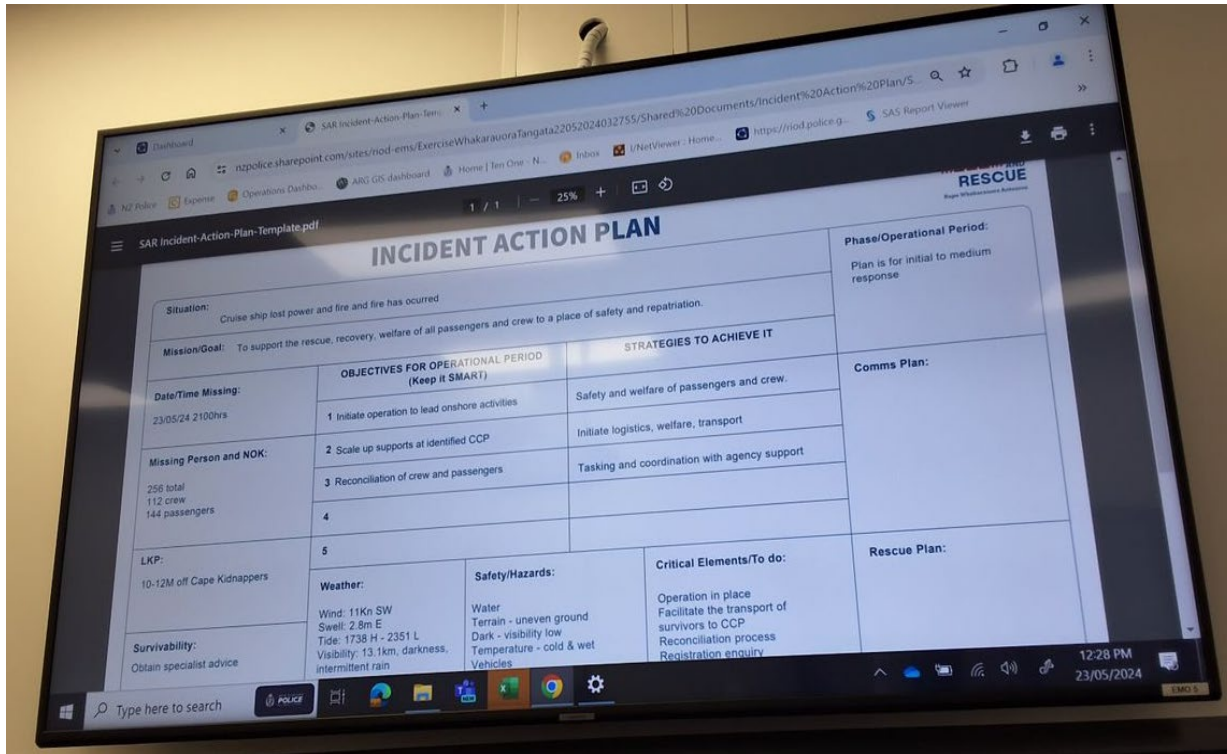 Dashboard
SAR Incident-Action-Plan-Temp
nzpolice.sharepoint.com/sites/riod-ems/ExerciseWhakarauoraTangata22052024032755/Shared%20Documents/Incident%20Action%20Plan/S...
NZ Police
Expense
Operations Dashbo...
ARG GIS dashboard
Home | Ten One - N...
Inbox
I/NetViewer - Home...
https://riod.police.g...
SAS Report Viewer
SAR Incident-Action-Plan-Template.pdf
1 / 1
25%
RESCUE
INCIDENT ACTION PLAN
Situation:
Cruise ship lost power and fire and fire has ocurred
Mission/Goal: To support the rescue, recovery, welfare of all passengers and crew to a place of safety and repatriation.
Phase/Operational Period:
Plan is for initial to medium
response
Date/Time Missing:
23/05/24 2100hrs
OBJECTIVES FOR OPERATIONAL PERIOD
(Keep it SMART)
STRATEGIES TO ACHIEVE IT
1 Initiate operation to lead onshore activities
Safety and welfare of passengers and crew.
2 Scale up supports at identified CCP
Initiate logistics, welfare, transport
3 Reconciliation of crew and passengers
Tasking and coordination with agency support
4
5
Comms Plan:
Missing Person and NOK:
256 total
112 crew
144 passengers
LKP:
10-12M off Cape Kidnappers
Survivability:
Obtain specialist advice
Weather:
Wind: 11Kn SW
Swell: 2.8m E
Tide: 1738 H - 2351 L
Visibility: 13.1km, darkness,
intermittent rain
Safety/Hazards:
Water
Terrain - uneven ground
Dark - visibility low
Temperature - cold & wet
Vehicles
Critical Elements/To do:
Operation in place
Facilitate the transport of
survivors to CCP
Reconciliation process
Registration enquiry
Rescue Plan:
Type here to search
POLICE
NEW
12:28 PM
23/05/2024
EMO 5